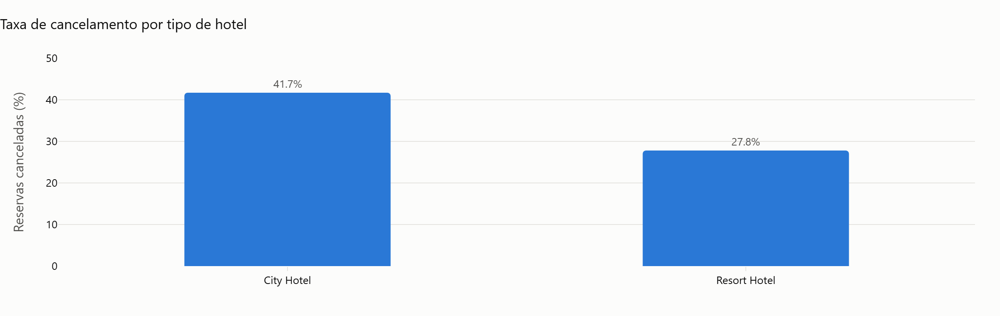 Taxa de cancelamento por tipo de hotel
Reservas canceladas (%)
50
40
30
20
10
0
41.7%
27.8%
City Hotel
Resort Hotel